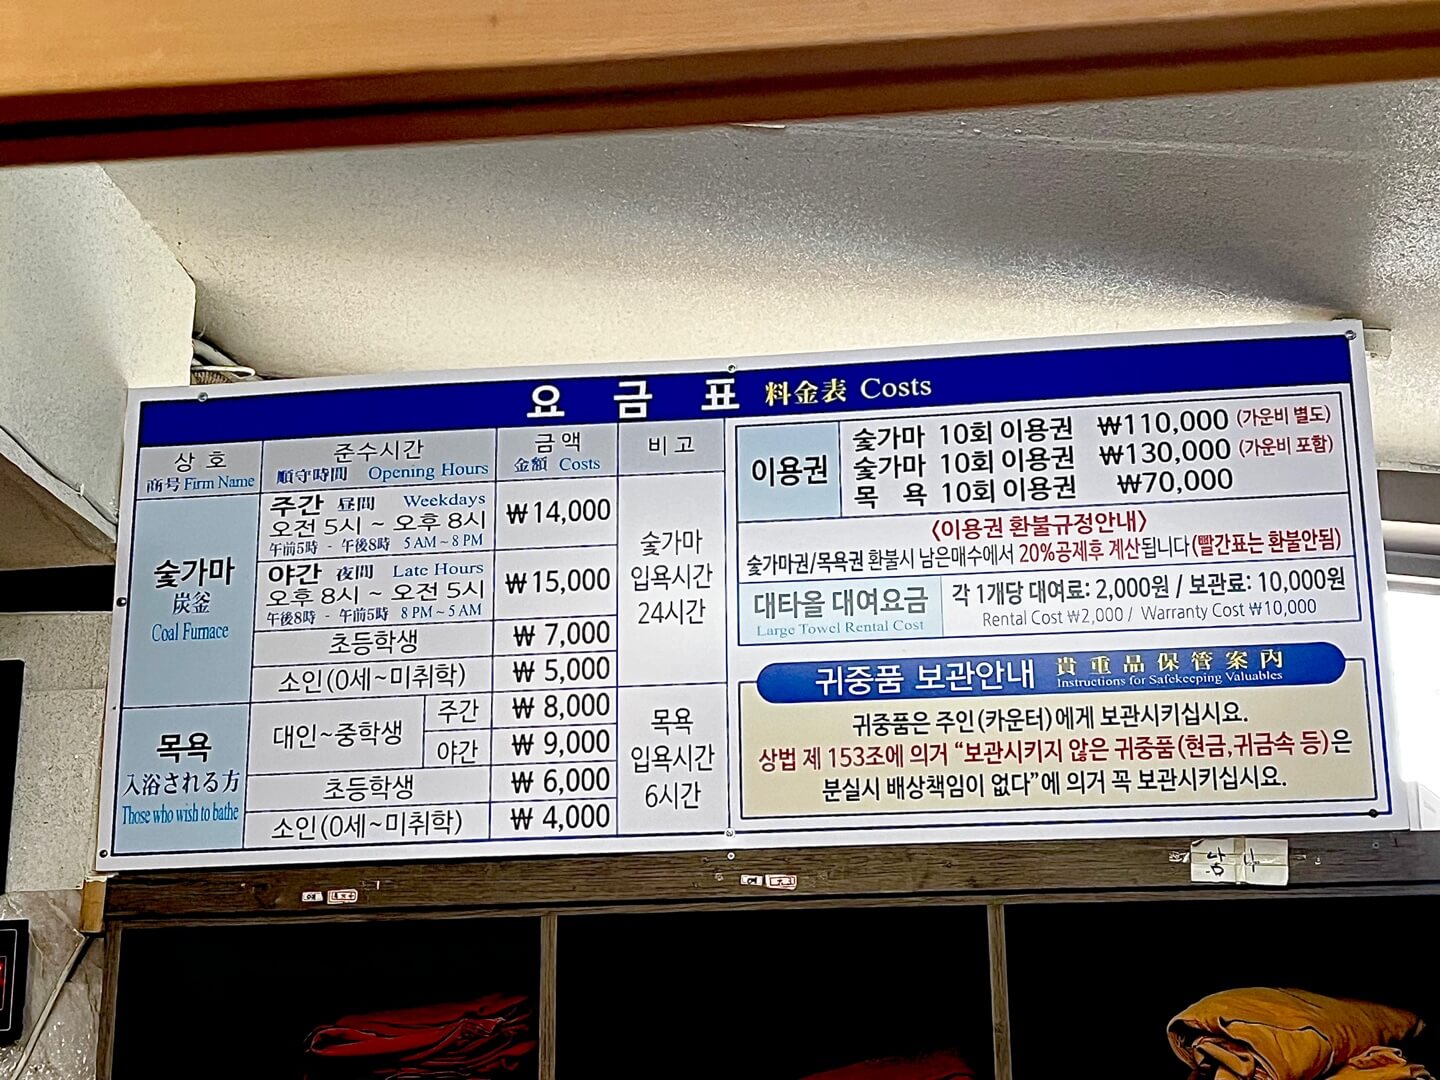 요금표 料金表 Costs
상 호
商号 Firm Name
준수시간
順守時間 Opening Hours
금 액
金額 Costs
비 고
숯가마
炭釜
Coal Furnace
주간 昼間 Weekdays
오전 5시 ~ 오후 8시
午前5時 - 午後8時 5 AM ~ 8 PM
₩14,000
야간 夜間 Late Hours
오후 8시 ~ 오전 5시
午後8時 - 午前5時 8 PM ~ 5 AM
₩15,000
초등학생
₩ 7,000
소인(0세~미취학)
₩ 5,000
숯가마
입욕시간
24시간
목욕
入浴される方
Those who wish to bathe
대인~중학생
주간
₩ 8,000
야간
₩ 9,000
초등학생
₩ 6,000
소인(0세~미취학)
₩ 4,000
목욕
입욕시간
6시간
이용권
숯가마 10회 이용권 ₩110,000 (가운비 별도)
숯가마 10회 이용권 ₩130,000 (가운비 포함)
목 욕 10회 이용권 ₩70,000
<이용권 환불규정안내>
숯가마권/목욕권 환불시 남은매수에서 20%공제후 계산됩니다(빨간표는 환불안됨)
대타올 대여요금
Large Towel Rental Cost
각 1개당 대여료: 2,000원 / 보관료: 10,000원
Rental Cost ₩2,000 / Warranty Cost ₩10,000
귀중품 보관안내 貴重品保管案内
Instructions for Safekeeping Valuables
귀중품은 주인(카운터)에게 보관시키십시요.
상법 제 153조에 의거 “보관시키지 않은 귀중품(현금,귀금속 등)은
분실시 배상책임이 없다”에 의거 꼭 보관시키십시요.
남